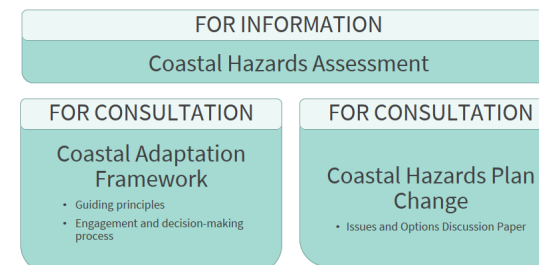 FOR INFORMATION
Coastal Hazards Assessment
FOR CONSULTATION
Coastal Adaptation
Framework
• Guiding principles
• Engagement and decision-making
process
FOR CONSULTATION
Coastal Hazards Plan
Change
• Issues and Options Discussion Paper